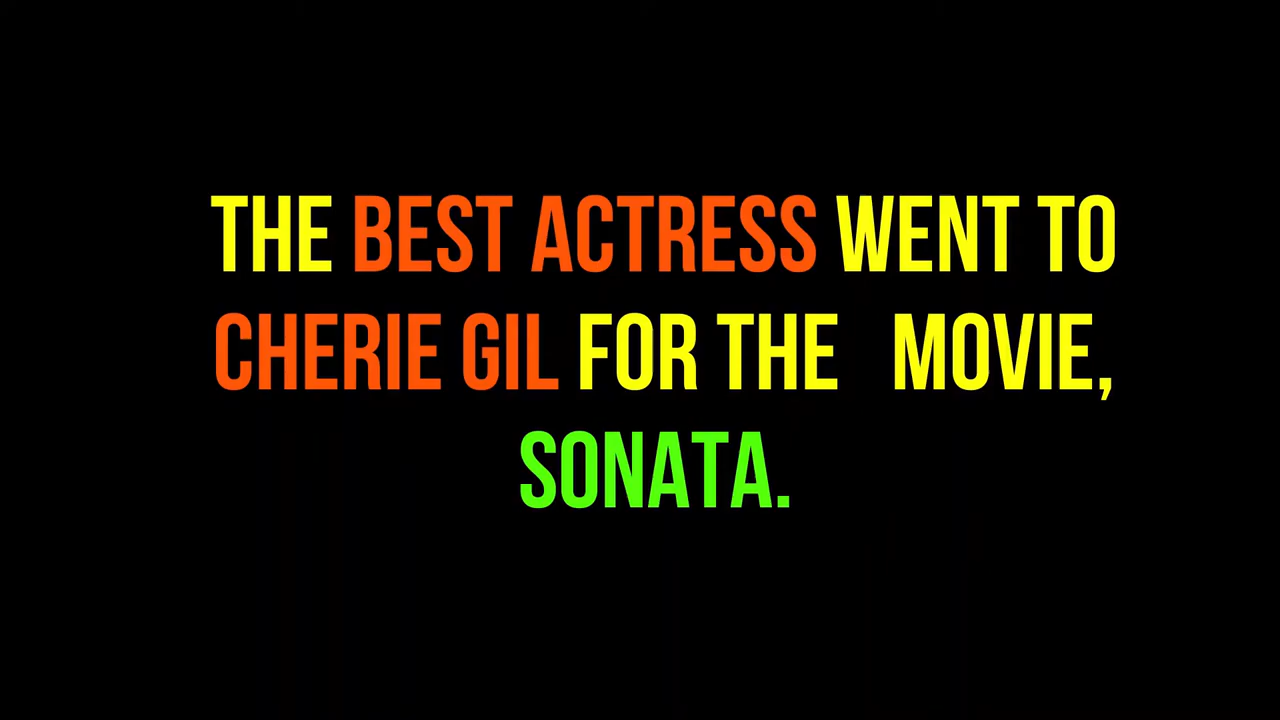 THE BEST ACTRESS WENT TO
CHERIE GIL FOR THE MOVIE,
SONATA.